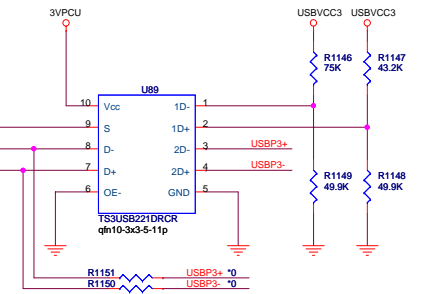 3VPCU
USBVCC3 USBVCC3
R1146
75K
R1147
43.2K
U89
10 Vcc 1D- 1
9 S 1D+ 2
8 D- 2D- 3 USBP3+
7 D+ 2D+ 4 USBP3-
6 OE- GND 5
R1149
49.9K
R1148
49.9K
TS3USB221DRCR
qfn10-3x3-5-11p
R1151 USBP3+ *0
R1150 USBP3- *0